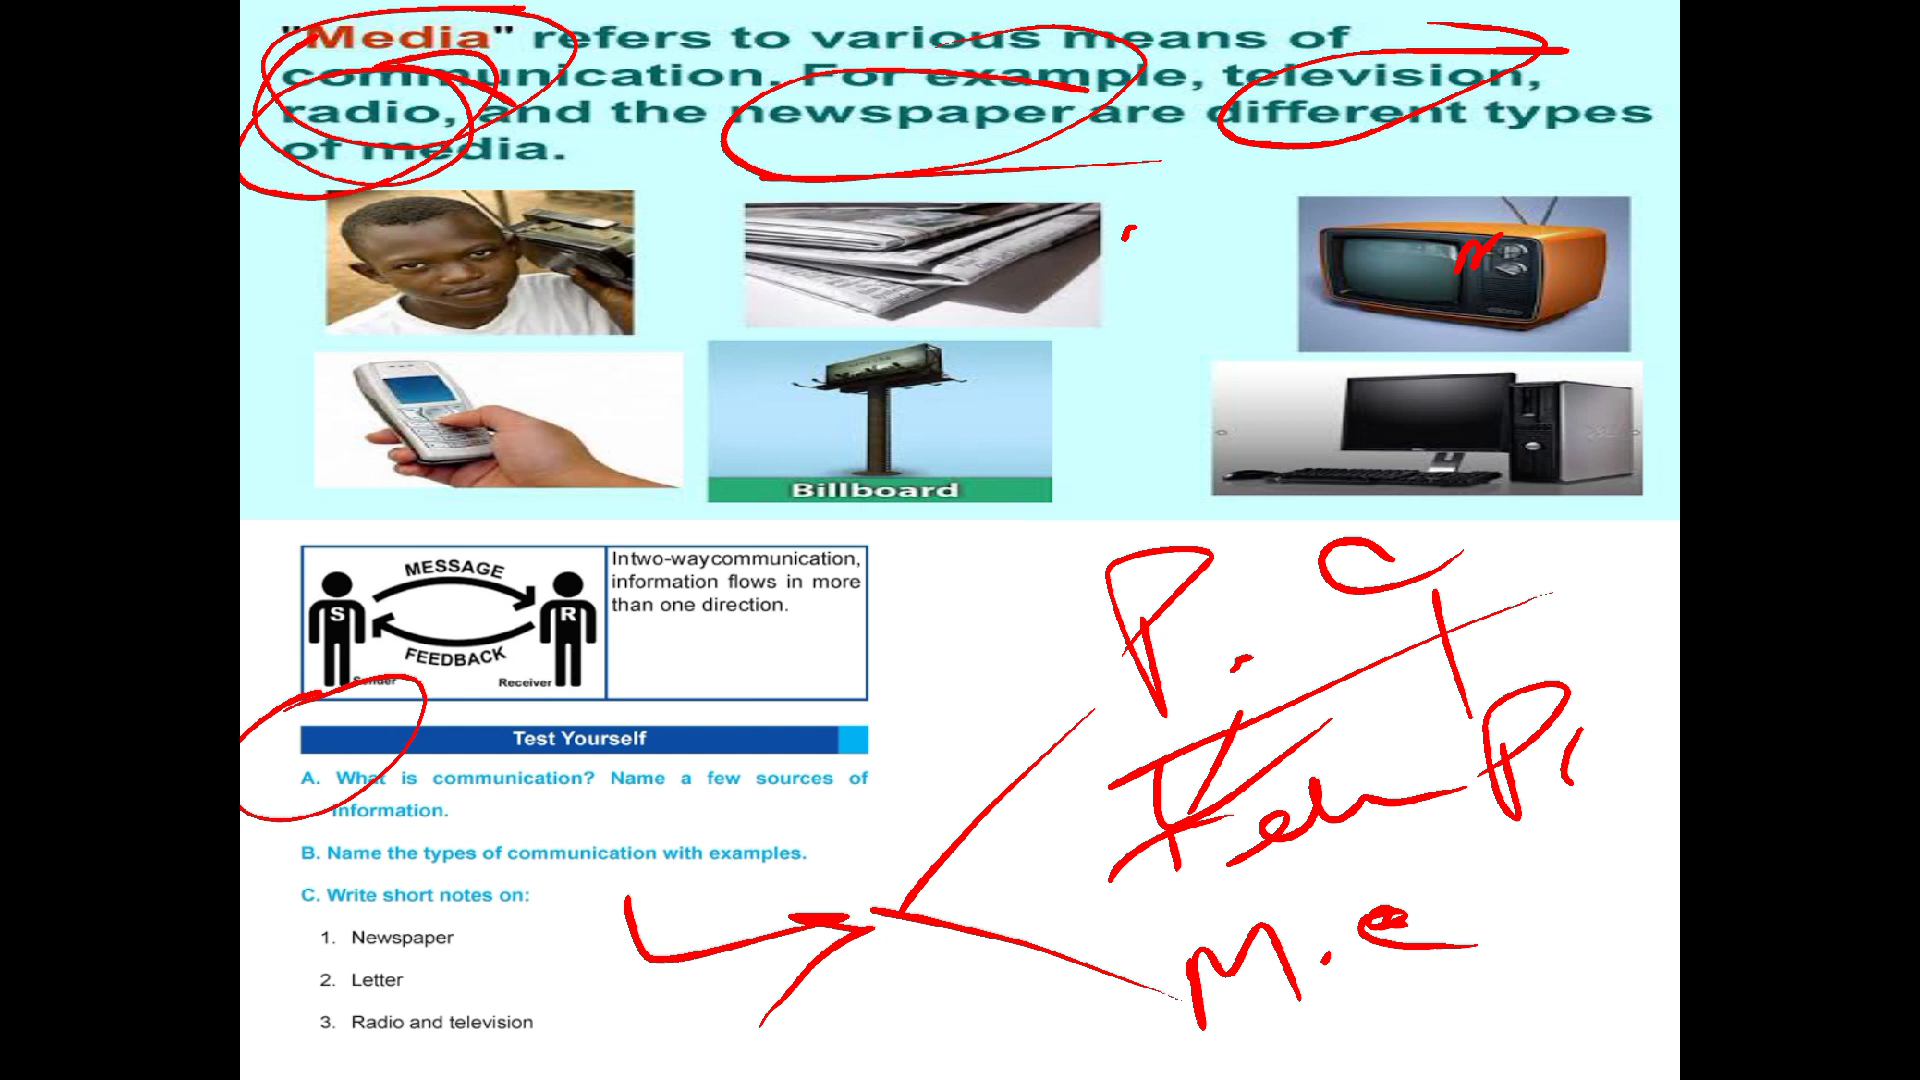 "Media" refers to various means of
communication. For example, television,
radio, and the newspaper are different types
of media.
Billboard
MESSAGE
S
R
FEEDBACK
Sender
Receiver
In two-way communication,
information flows in more
than one direction.
Test Yourself
A. What is communication? Name a few sources of
information.
B. Name the types of communication with examples.
C. Write short notes on:
1. Newspaper
2. Letter
3. Radio and television
P. C
M. C